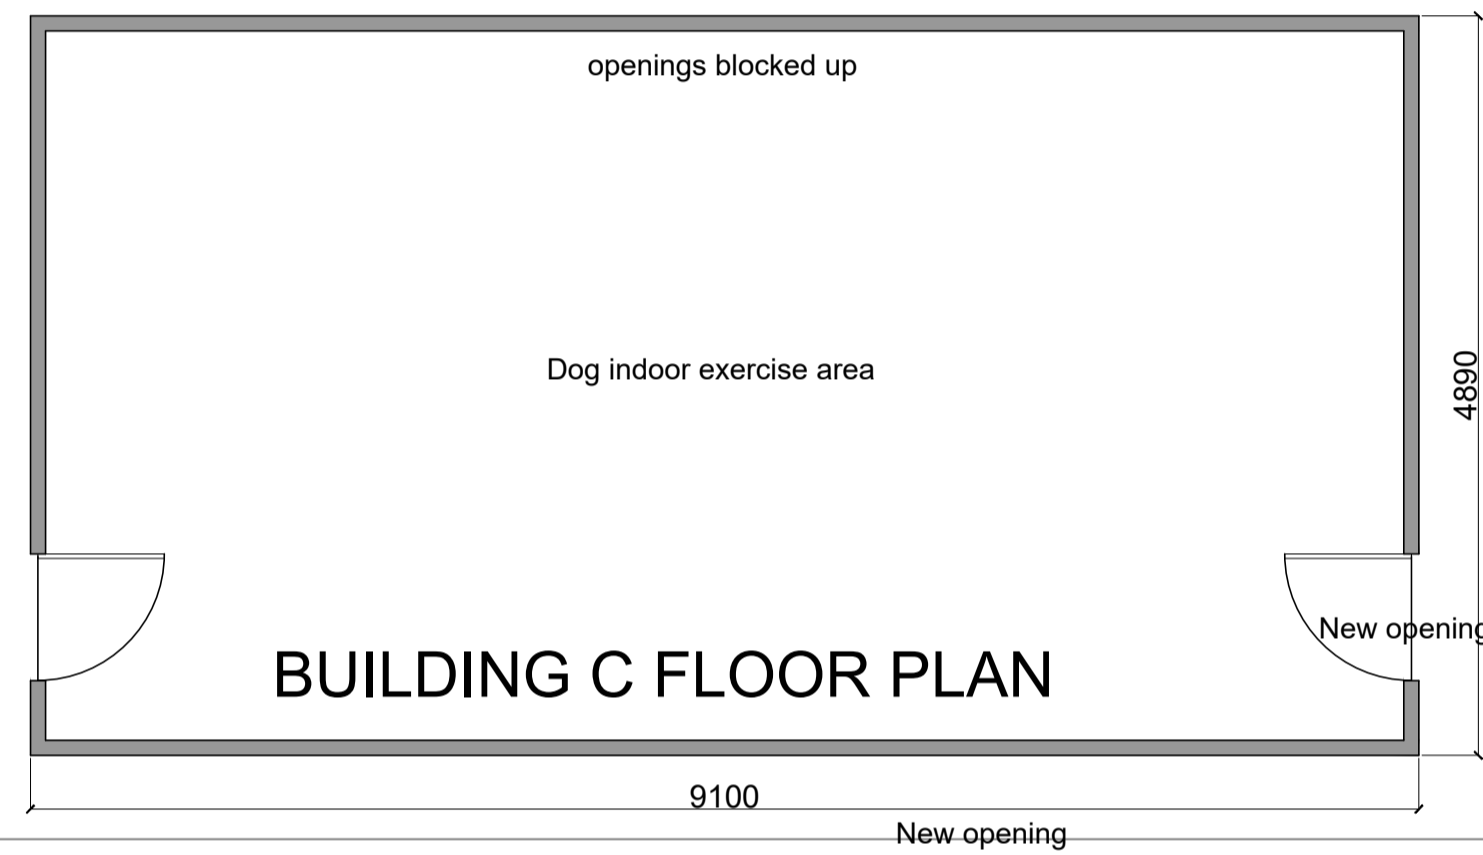 openings blocked up
Dog indoor exercise area
4890
New opening
BUILDING C FLOOR PLAN
9100
New opening